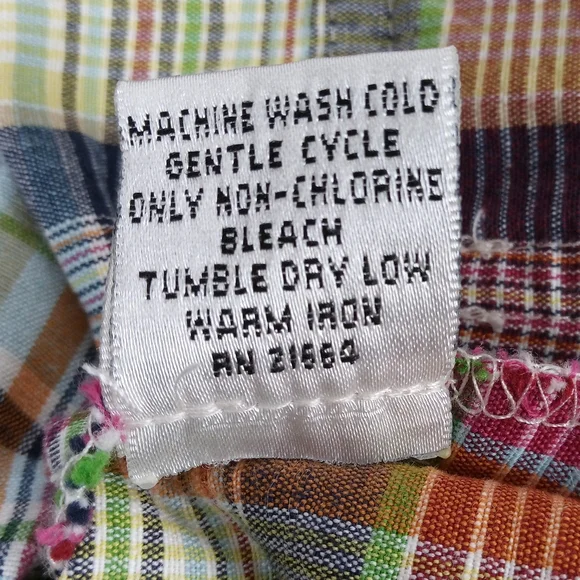 MACHINE WASH COLD
GENTLE CYCLE
ONLY NON-CHLORINE
BLEACH
TUMBLE DRY LOW
WARM IRON
RN 21664